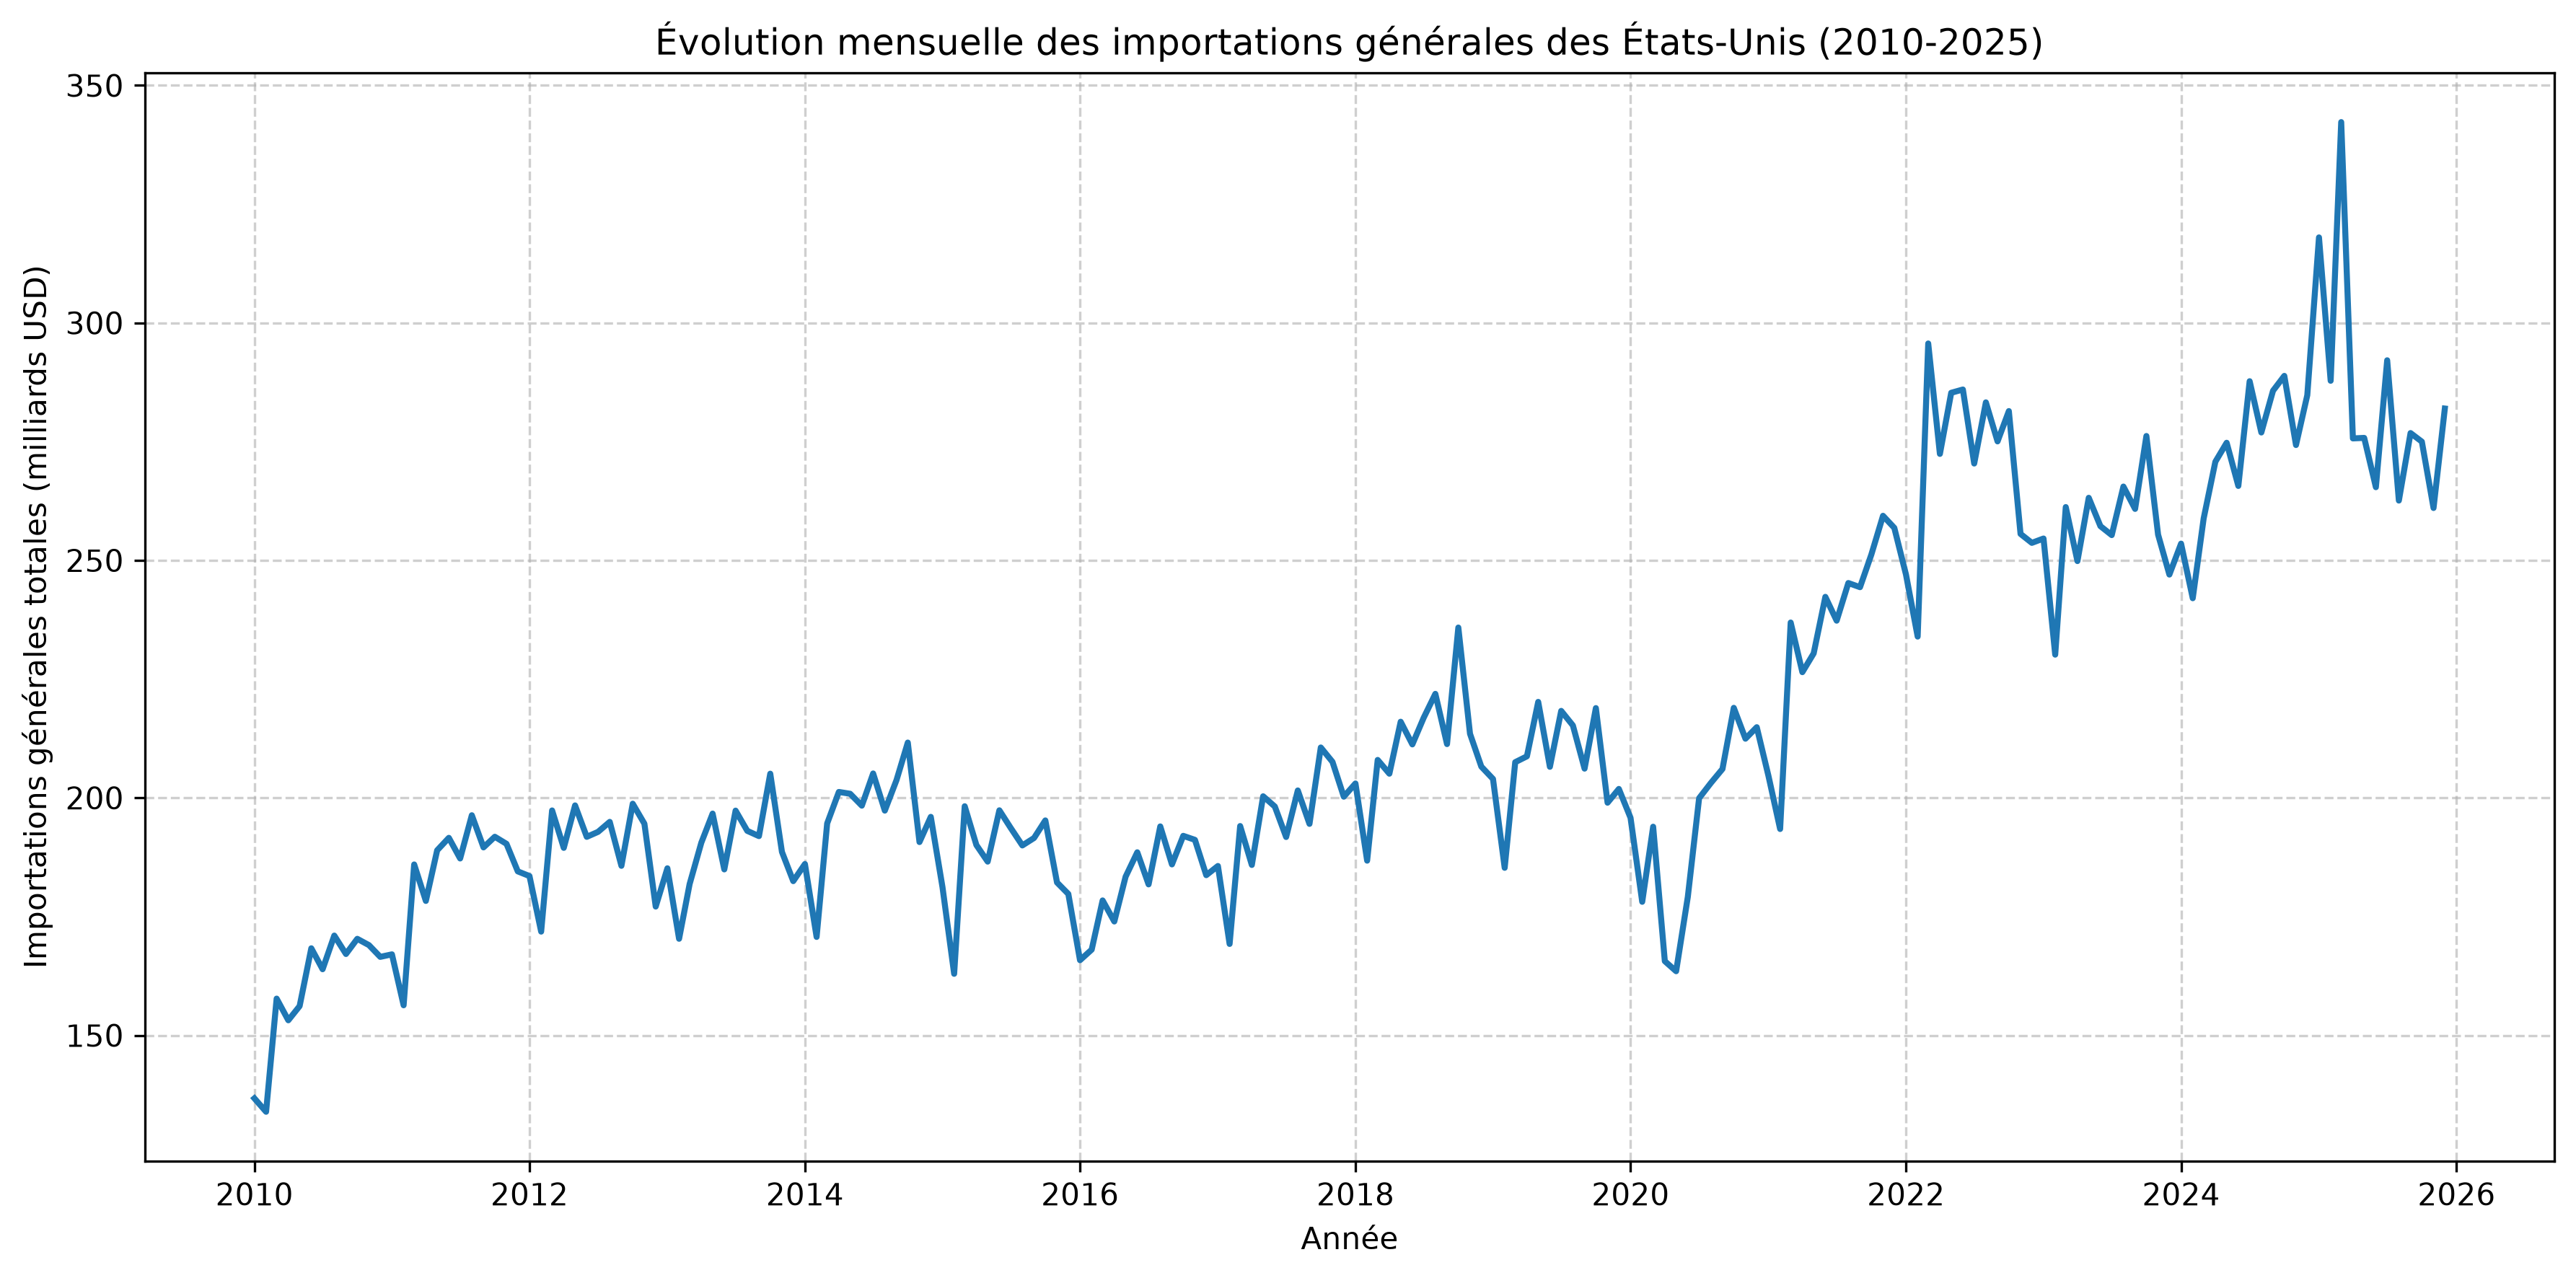 Évolution mensuelle des importations générales des États-Unis (2010-2025)
Importations générales totales (milliards USD)
350
300
250
200
150
2010 2012 2014 2016 2018 2020 2022 2024 2026
Année